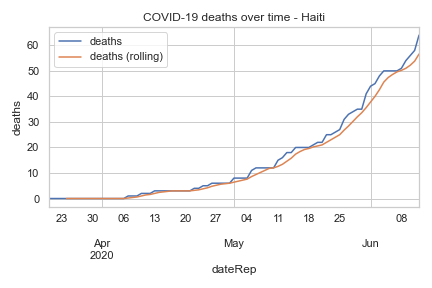 COVID-19 deaths over time - Haiti
deaths
deaths (rolling)
deaths
60
50
40
30
20
10
0
23 30 06 13 20 27 04 11 18 25 08
Apr May Jun
2020
dateRep